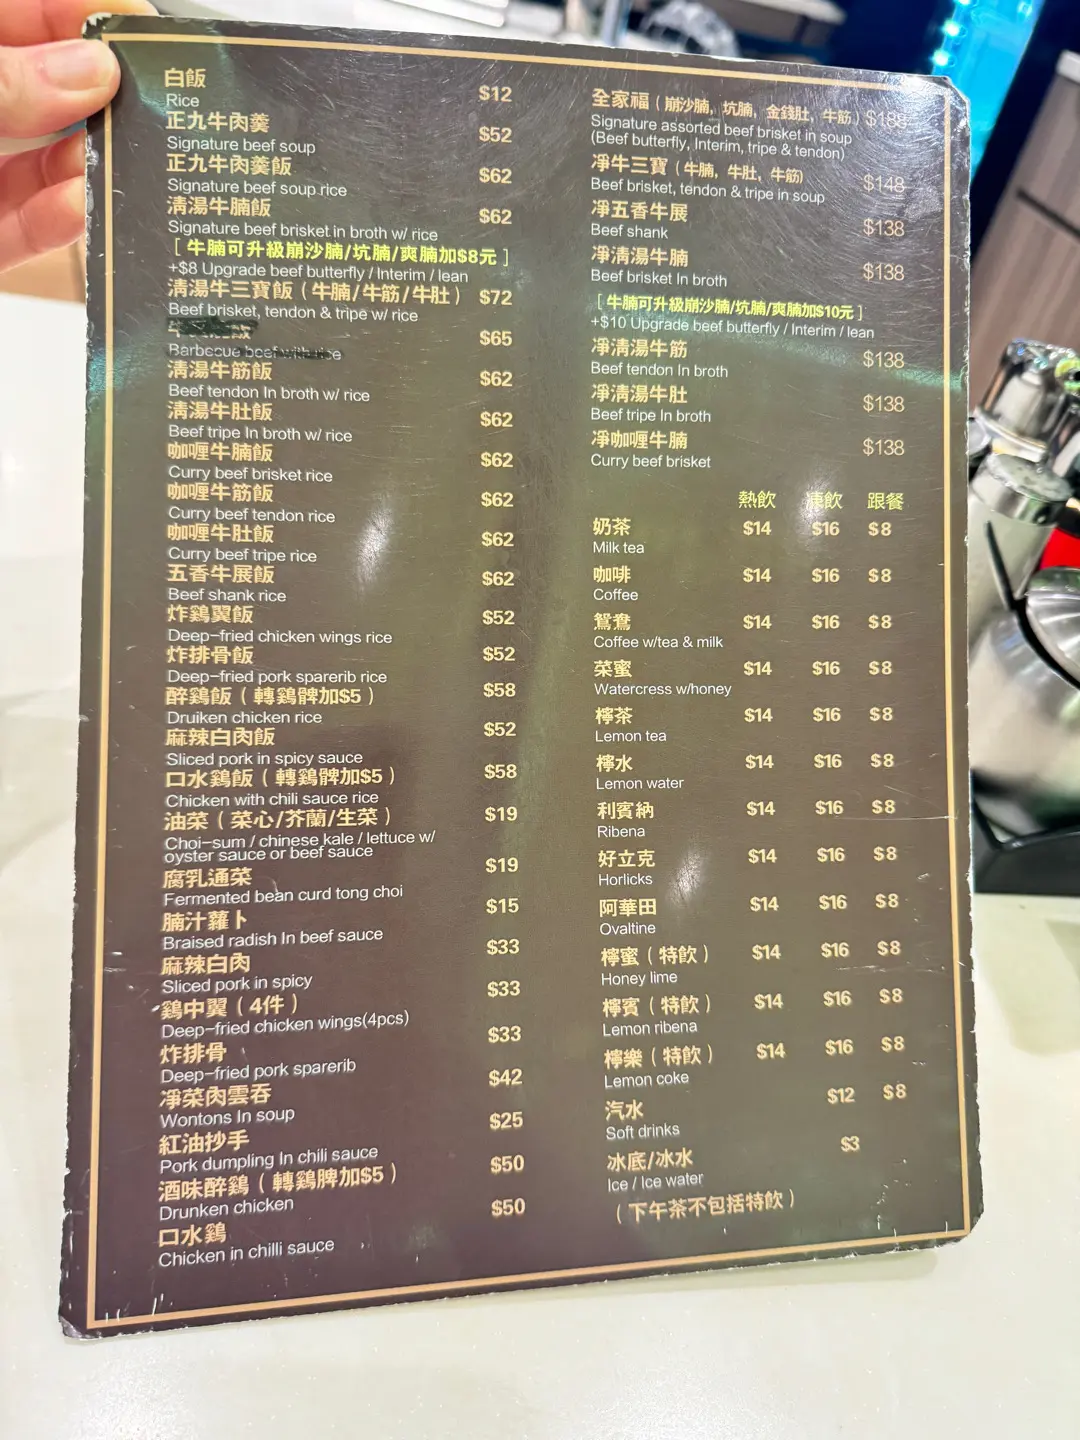 白飯 $12
Rice
正九牛肉羹 $52
Signature beef soup
正九牛肉羹飯 $62
Signature beef soup rice
清湯牛腩飯 $62
Signature beef brisket in broth w/ rice
[ 牛腩可升級崩沙腩/坑腩/爽腩加$8元 ]
+$8 Upgrade beef butterfly / Interim / lean
清湯牛三寶飯 ( 牛腩/牛筋/牛肚 ) $72
Beef brisket, tendon & tripe w/ rice
$65
Barbecue beef with rice
清湯牛筋飯 $62
Beef tendon In broth w/ rice
清湯牛肚飯 $62
Beef tripe In broth w/ rice
咖喱牛腩飯 $62
Curry beef brisket rice
咖喱牛筋飯 $62
Curry beef tendon rice
咖喱牛肚飯 $62
Curry beef tripe rice
五香牛展飯 $62
Beef shank rice
炸鷄翼飯 $52
Deep-fried chicken wings rice
炸排骨飯 $52
Deep-fried pork sparerib rice
醉鷄飯 ( 轉鷄髀加$5 ) $58
Druiken chicken rice
麻辣白肉飯 $52
Sliced pork in spicy sauce
口水鷄飯 ( 轉鷄髀加$5 ) $58
Chicken with chili sauce rice
油菜 ( 菜心/芥蘭/生菜 ) $19
Choi-sum / chinese kale / lettuce w/
oyster sauce or beef sauce
腐乳通菜 $19
Fermented bean curd tong choi
腩汁蘿卜 $15
Braised radish In beef sauce
麻辣白肉 $33
Sliced pork in spicy
鷄中翼 ( 4件 ) $33
Deep-fried chicken wings(4pcs)
炸排骨 $33
Deep-fried pork sparerib
凈菜肉雲吞 $42
Wontons In soup
紅油抄手 $25
Pork dumpling In chili sauce
酒味醉鷄 ( 轉鷄脾加$5 ) $50
Drunken chicken
口水鷄 $50
Chicken in chilli sauce
全家福 ( 崩沙腩, 坑腩, 金錢肚, 牛筋 ) $188
Signature assorted beef brisket in soup
(Beef butterfly, Interim, tripe & tendon)
凈牛三寶 ( 牛腩, 牛肚, 牛筋) $148
Beef brisket, tendon & tripe in soup
凈五香牛展 $138
Beef shank
凈清湯牛腩 $138
Beef brisket In broth
[ 牛腩可升級崩沙腩/坑腩/爽腩加$10元 ]
+$10 Upgrade beef butterfly / Interim / lean
凈清湯牛筋 $138
Beef tendon In broth
凈清湯牛肚 $138
Beef tripe In broth
凈咖喱牛腩 $138
Curry beef brisket
熱飲 凍飲 跟餐
奶茶 $14 $16 $8
Milk tea
咖啡 $14 $16 $8
Coffee
鴛鴦 $14 $16 $8
Coffee w/tea & milk
菜蜜 $14 $16 $8
Watercress w/honey
檸茶 $14 $16 $8
Lemon tea
檸水 $14 $16 $8
Lemon water
利賓納 $14 $16 $8
Ribena
好立克 $14 $16 $8
Horlicks
阿華田 $14 $16 $8
Ovaltine
檸蜜 ( 特飲 ) $14 $16 $8
Honey lime
檸賓 ( 特飲 ) $14 $16 $8
Lemon ribena
檸樂 ( 特飲 ) $14 $16 $8
Lemon coke
汽水 $12 $8
Soft drinks
冰底/冰水 $3
Ice / Ice water
( 下午茶不包括特飲 )